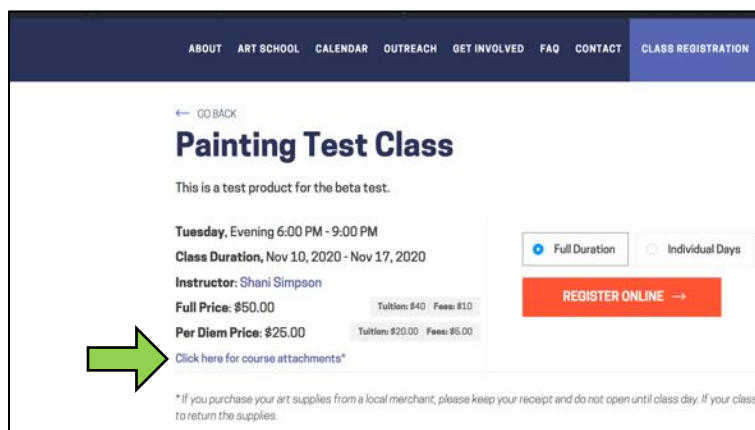 ABOUT ART SCHOOL CALENDAR OUTREACH GET INVOLVED FAQ CONTACT CLASS REGISTRATION
← GO BACK
Painting Test Class
This is a test product for the beta test.
Tuesday, Evening 6:00 PM - 9:00 PM
Class Duration, Nov 10, 2020 - Nov 17, 2020
Instructor: Shani Simpson
Full Price: $50.00 Tuition: $40 Fees: $10
Per Diem Price: $25.00 Tuition: $20.00 Fees: $5.00
Click here for course attachments*
Full Duration Individual Days
REGISTER ONLINE →
* If you purchase your art supplies from a local merchant, please keep your receipt and do not open until class day. If your class
to return the supplies.